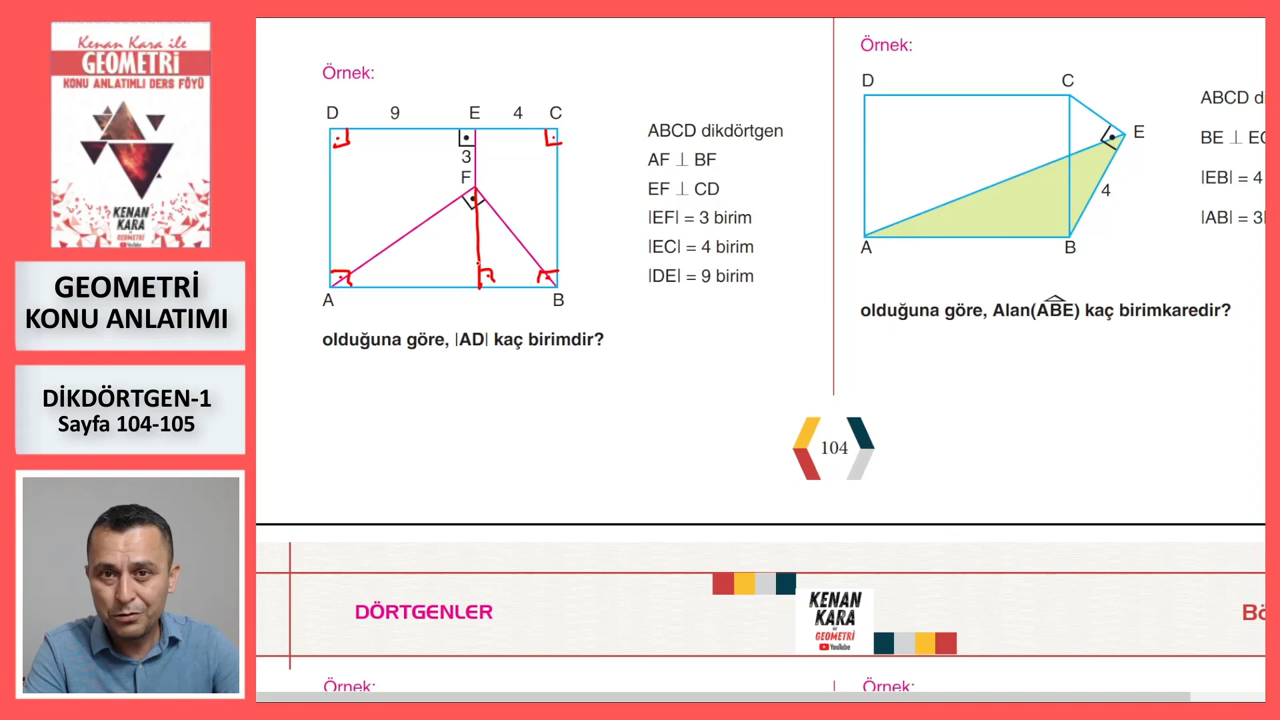 Kenan Kara ile
GEOMETRİ
KONU ANLATIMLI DERS FÖYÜ
KENAN
KARA
ile
GEOMETRİ
GEOMETRİ
KONU ANLATIMI
DİKDÖRTGEN-1
Sayfa 104-105
Örnek:
D 9 E 4 C
3
F
A B
ABCD dikdörtgen
AF ⊥ BF
EF ⊥ CD
|EF| = 3 birim
|EC| = 4 birim
|DE| = 9 birim
olduğuna göre, |AD| kaç birimdir?
Örnek:
D C
E
4
A B
ABCD d
BE ⊥ EC
|EB| = 4
|AB| = 3
olduğuna göre, Alan(ABE) kaç birimkaredir?
104
DÖRTGENLER
KENAN
KARA
ile
GEOMETRİ
YouTube
Bö
Örnek:
Örnek: